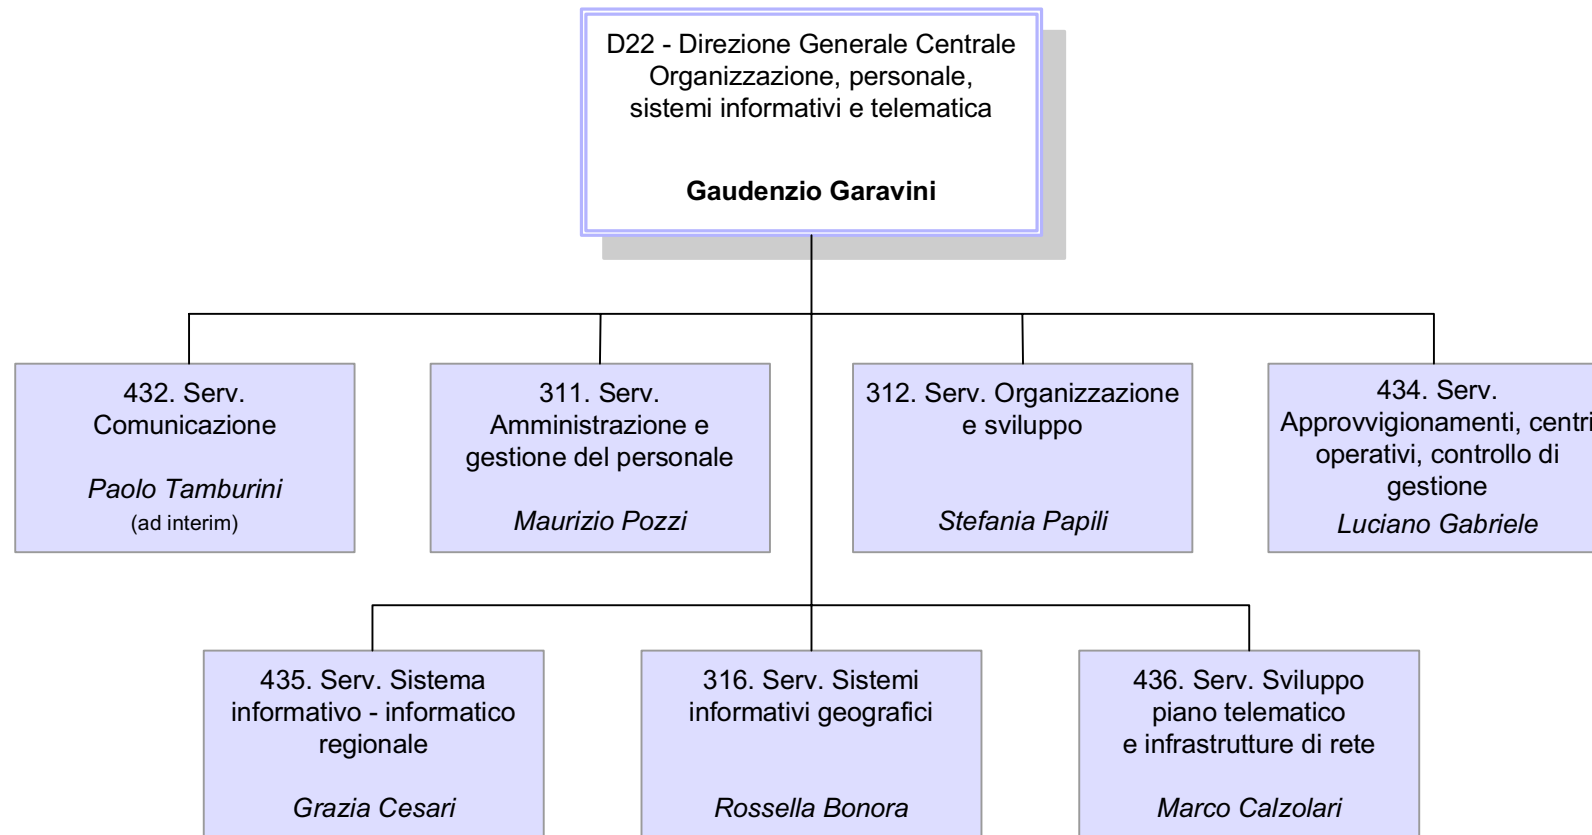 D22 - Direzione Generale Centrale
Organizzazione, personale,
sistemi informativi e telematica
Gaudenzio Garavini
432. Serv.
Comunicazione
Paolo Tamburini
(ad interim)
311. Serv.
Amministrazione e
gestione del personale
Maurizio Pozzi
312. Serv. Organizzazione
e sviluppo
Stefania Papili
434. Serv.
Approvvigionamenti, centri
operativi, controllo di
gestione
Luciano Gabriele
435. Serv. Sistema
informativo - informatico
regionale
Grazia Cesari
316. Serv. Sistemi
informativi geografici
Rossella Bonora
436. Serv. Sviluppo
piano telematico
e infrastrutture di rete
Marco Calzolari